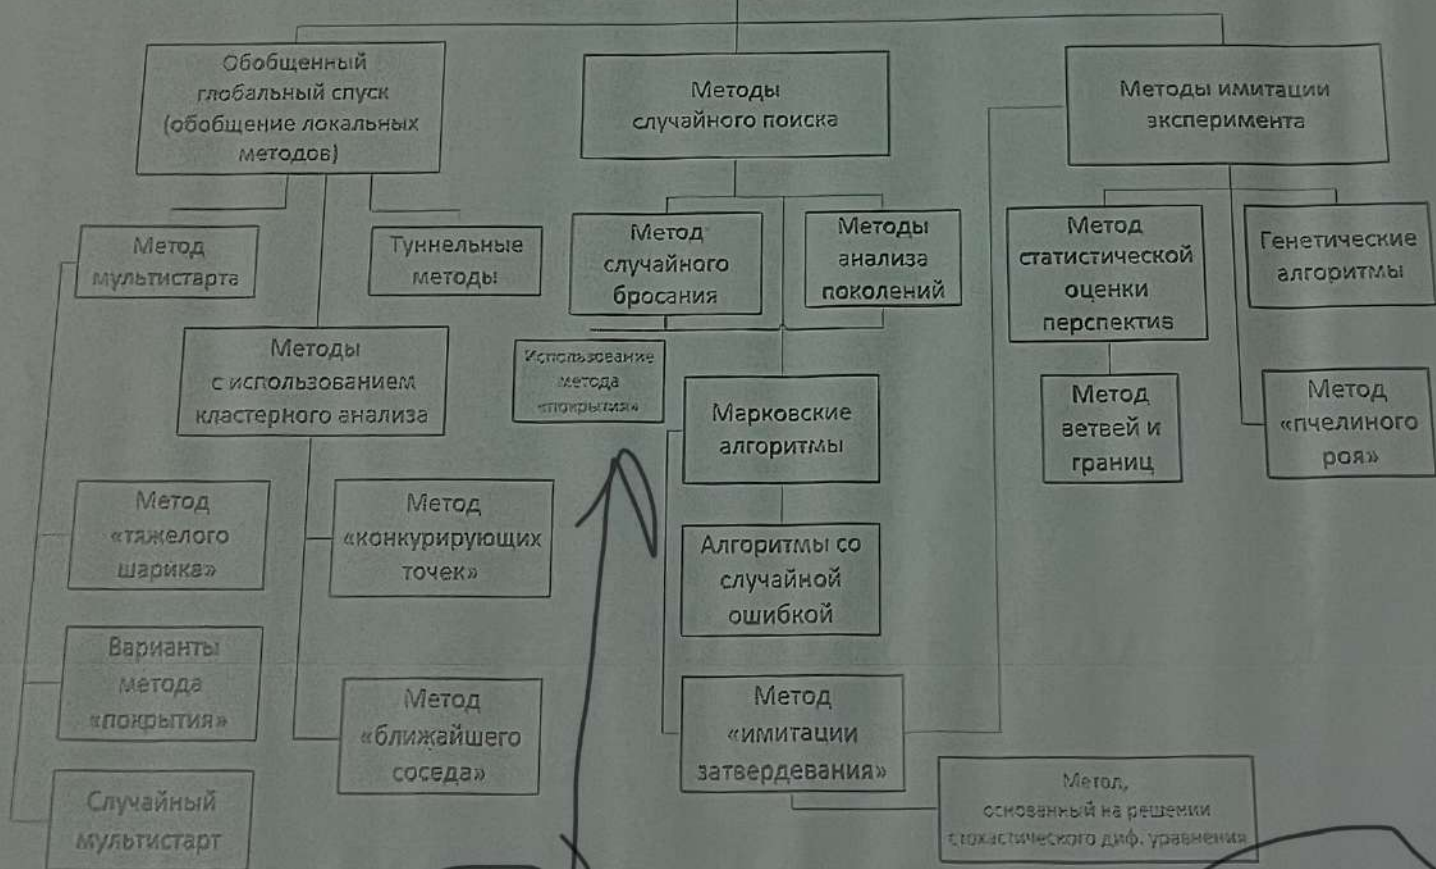 Обобщенный
глобальный спуск
(обобщение локальных
методов)
Методы
случайного поиска
Методы имитации
эксперимента
Метод
мультистарта
Туннельные
методы
Метод
случайного
бросания
Методы
анализа
поколений
Метод
статистической
оценки
перспектив
Генетические
алгоритмы
Методы
с использованием
кластерного анализа
Использование
метода
«покрытия»
Марковские
алгоритмы
Метод
ветвей и
границ
Метод
«пчелиного
роя»
Метод
«тяжелого
шарика»
Метод
«конкурирующих
точек»
Алгоритмы со
случайной
ошибкой
Варианты
метода
«покрытия»
Метод
«ближайшего
соседа»
Метод
«имитации
затвердевания»
Случайный
мультистарт
Метод,
основанный на решении
стохастического диф. уравнения